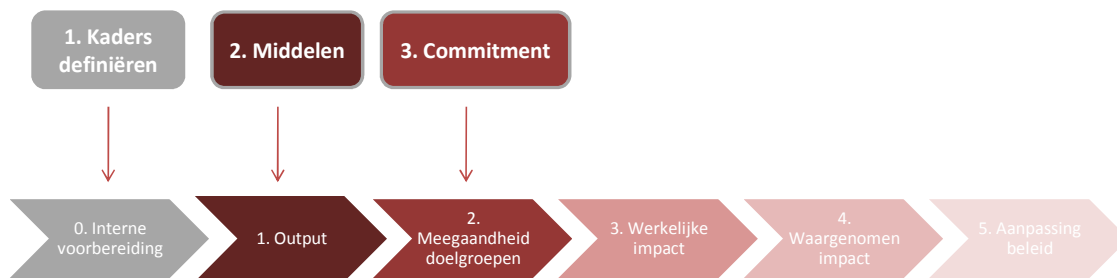 1. Kaders
definiëren
2. Middelen
3. Commitment
0. Interne
voorbereiding
1. Output
2.
Meegaandheid
doelgroepen
3. Werkelijke
impact
4.
Waargenomen
impact
5. Aanpassing
beleid